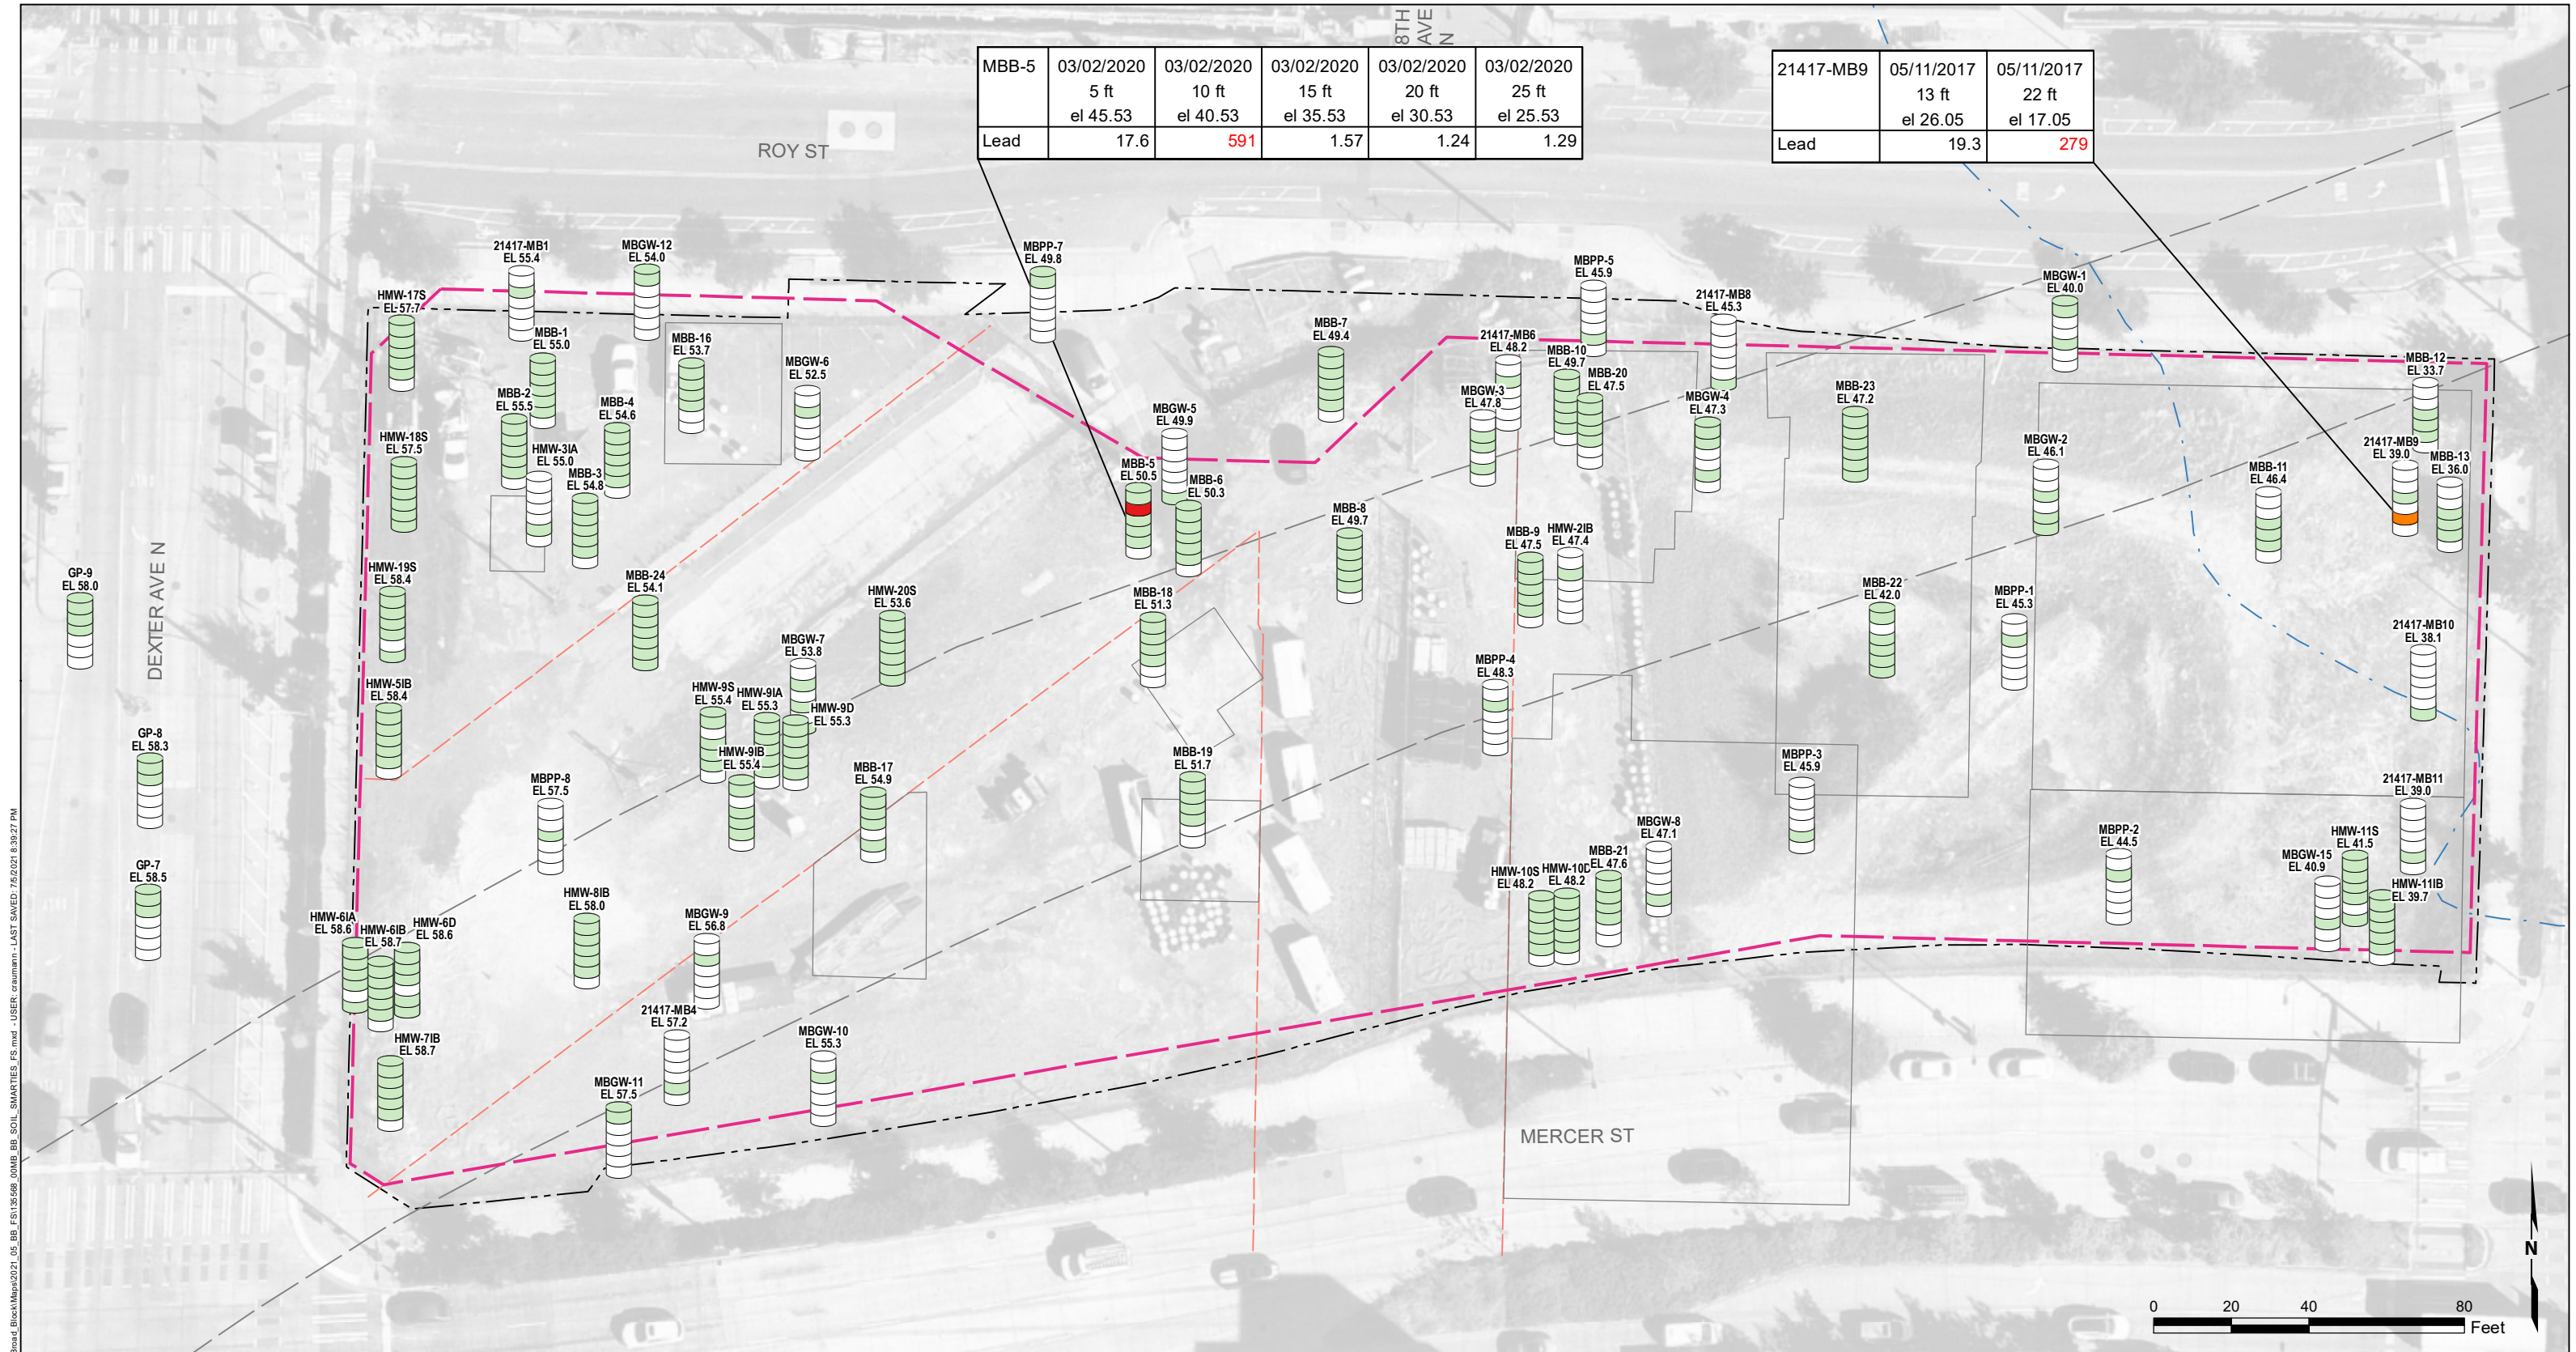 8TH
AVE
N
MBB-5 03/02/2020 03/02/2020 03/02/2020 03/02/2020 03/02/2020
5 ft 10 ft 15 ft 20 ft 25 ft
el 45.53 el 40.53 el 35.53 el 30.53 el 25.53
Lead 17.6 591 1.57 1.24 1.29
21417-MB9 05/11/2017 05/11/2017
13 ft 22 ft
el 26.05 el 17.05
Lead 19.3 279
ROY ST
21417-MB1
EL 55.4
MBGW-12
EL 54.0
MBPP-7
EL 49.8
MBPP-5
EL 45.9
MBGW-1
EL 40.0
HMW-17S
EL 57.7
21417-MB8
EL 45.3
MBB-1
EL 55.0
MBB-16
EL 53.7
MBGW-6
EL 52.5
MBB-7
EL 49.4
21417-MB6
EL 48.2
MBB-10
EL 49.7
MBB-12
EL 33.7
MBB-2
EL 55.5
MBB-4
EL 54.6
MBGW-5
EL 49.9
MBGW-3
EL 47.8
MBB-20
EL 47.5
MBGW-4
EL 47.3
MBB-23
EL 47.2
HMW-18S
EL 57.5
HMW-3IA
EL 55.0
MBB-3
EL 54.8
MBB-5
EL 50.5
MBB-6
EL 50.3
MBGW-2
EL 46.1
MBB-11
EL 46.4
21417-MB9
EL 39.0
MBB-13
EL 36.0
MBB-8
EL 49.7
MBB-9
EL 47.5
HMW-2IB
EL 47.4
GP-9
EL 58.0
DEXTER AVE N
HMW-19S
EL 58.4
MBB-24
EL 54.1
HMW-20S
EL 53.6
MBB-18
EL 51.3
MBB-22
EL 42.0
MBPP-1
EL 45.3
21417-MB10
EL 38.1
MBGW-7
EL 53.8
HMW-5IB
EL 58.4
HMW-9S
EL 55.4
HMW-9IA
EL 55.3
HMW-9D
EL 55.3
MBPP-4
EL 48.3
GP-8
EL 58.3
HMW-9IB
EL 55.4
MBB-17
EL 54.9
MBB-19
EL 51.7
MBPP-3
EL 45.9
MBPP-8
EL 57.5
21417-MB11
EL 39.0
MBGW-8
EL 47.1
MBPP-2
EL 44.5
HMW-11S
EL 41.5
GP-7
EL 58.5
HMW-8IB
EL 58.0
HMW-10S
EL 48.2
HMW-10D
EL 48.2
MBB-21
EL 47.6
MBGW-15
EL 40.9
HMW-11IB
EL 39.7
HMW-6IA
EL 58.6
HMW-6IB
EL 58.7
HMW-6D
EL 58.6
MBGW-9
EL 56.8
21417-MB4
EL 57.2
MBGW-10
EL 55.3
HMW-7IB
EL 58.7
MBGW-11
EL 57.5
MERCER ST
N
0 20 40 80
Feet
Broad_Block\Maps\2021_05_BB_FS\135568_00MB_BB_SOIL_SMARTIES_FS.mxd - USER: craumann - LAST SAVED: 7/5/2021 8:39:27 PM